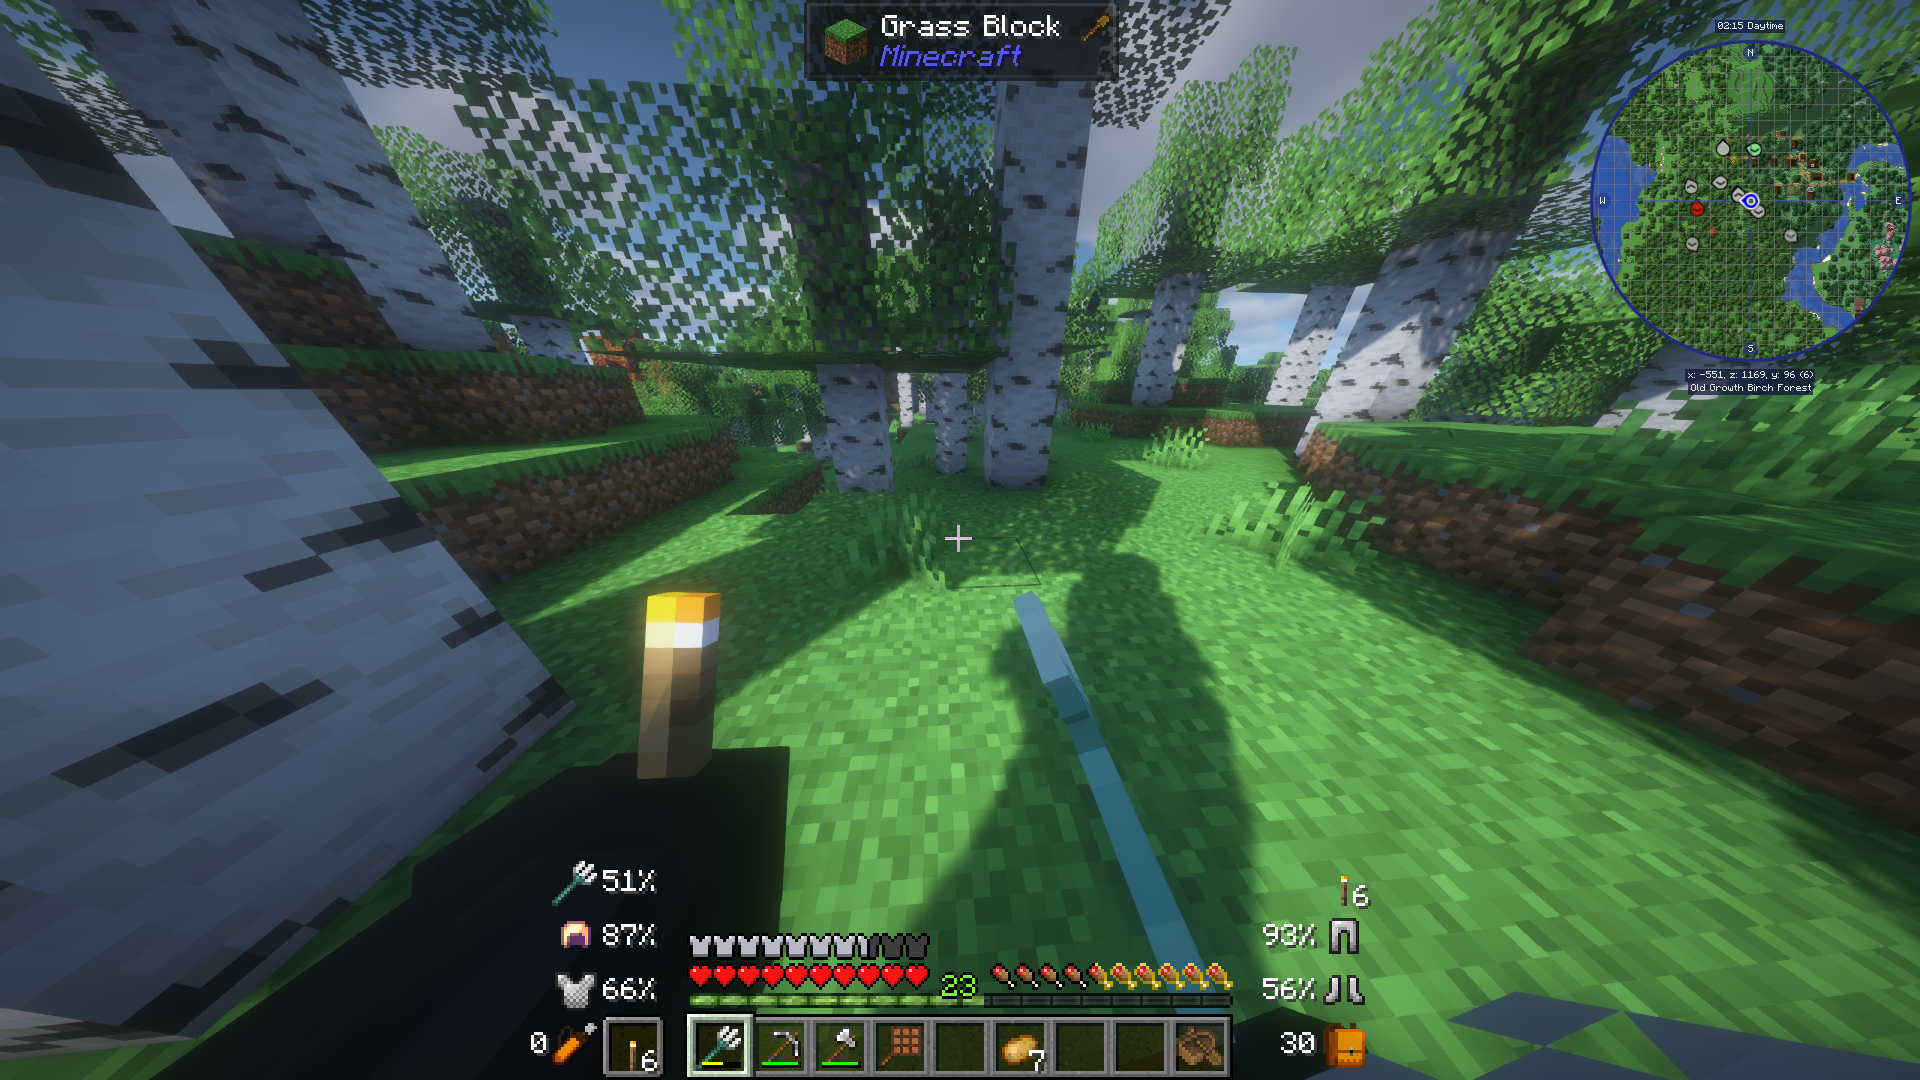 Grass Block
Minecraft
02:15 Daytime
N
W
E
S
x: -551, z: 1169, y: 96 (6)
Old Growth Birch Forest
51%
87%
66%
0
6
23
7
6
93%
56%
30